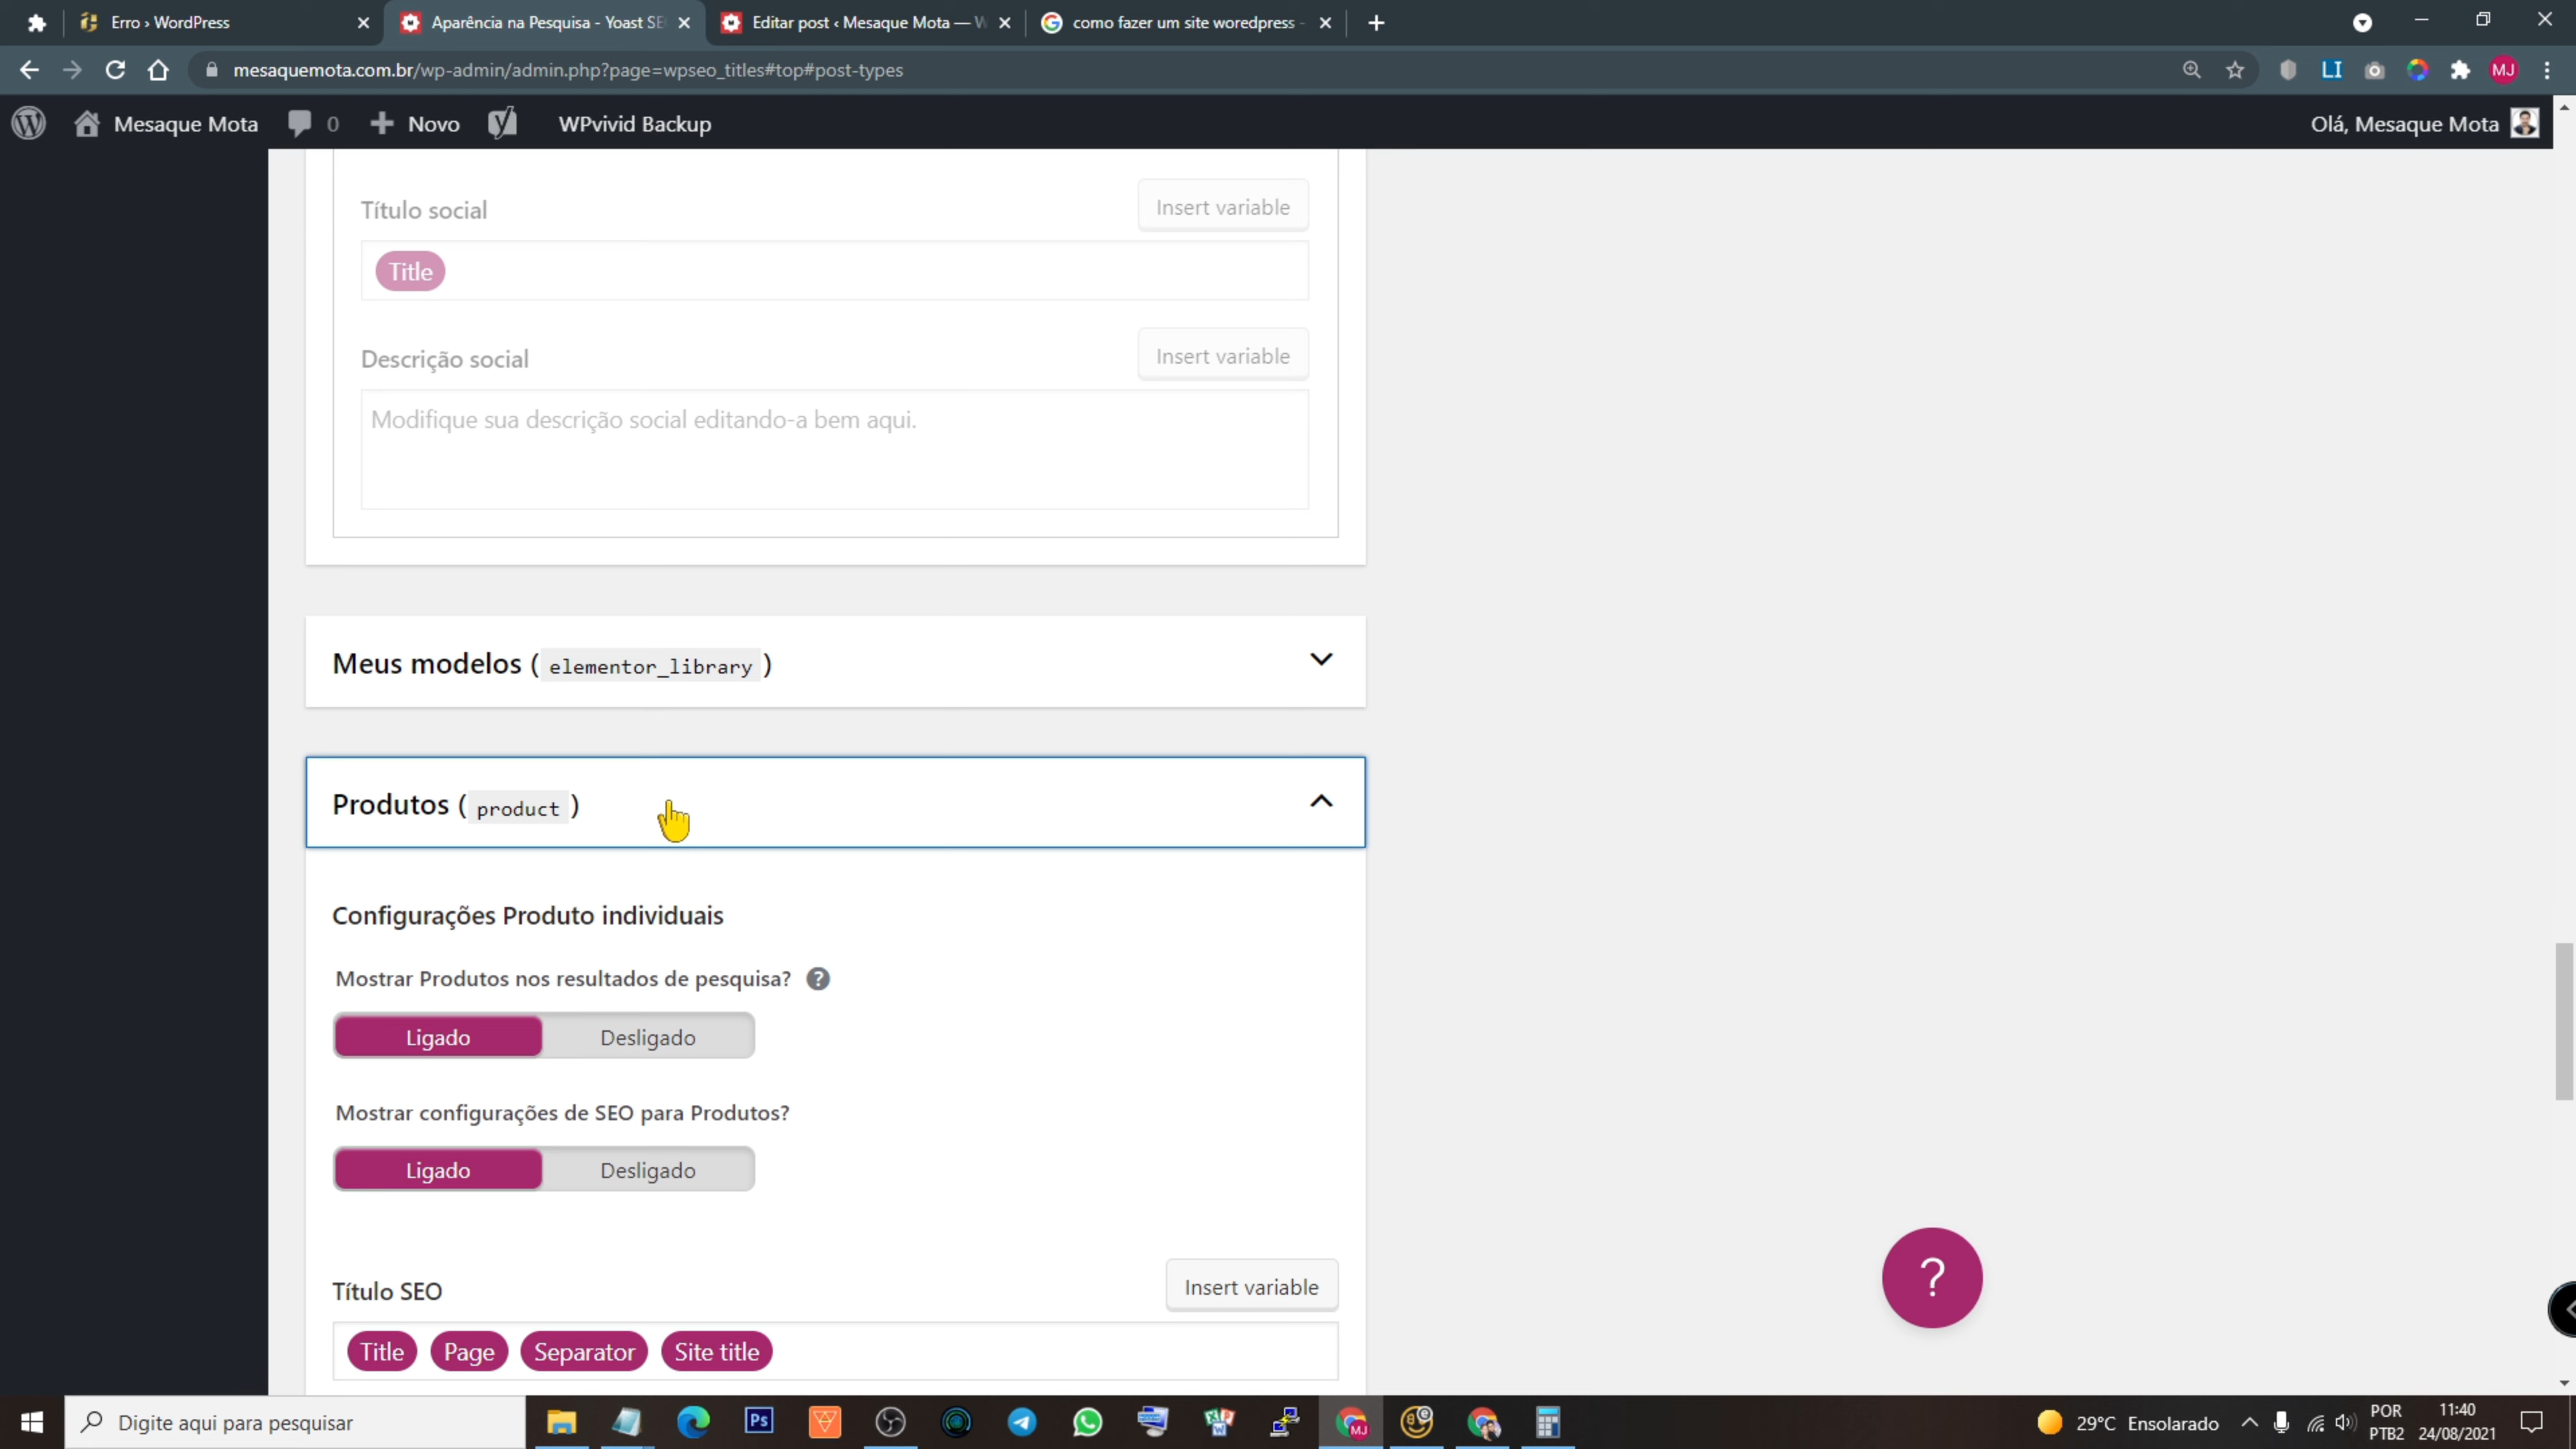 Erro › WordPress
Aparência na Pesquisa - Yoast SE
Editar post ‹ Mesaque Mota — W
como fazer um site woredpress -
mesaquemota.com.br/wp-admin/admin.php?page=wpseo_titles#top#post-types
LI
MJ
Mesaque Mota
0
Novo
WPvivid Backup
Olá, Mesaque Mota
Título social
Insert variable
Title
Descrição social
Insert variable
Modifique sua descrição social editando-a bem aqui.
Meus modelos ( elementor_library )
Produtos ( product )
Configurações Produto individuais
Mostrar Produtos nos resultados de pesquisa? ?
Ligado
Desligado
Mostrar configurações de SEO para Produtos?
Ligado
Desligado
?
Título SEO
Insert variable
Title
Page
Separator
Site title
Digite aqui para pesquisar
Ps
MJ
29°C Ensolarado
POR
PTB2
11:40
24/08/2021